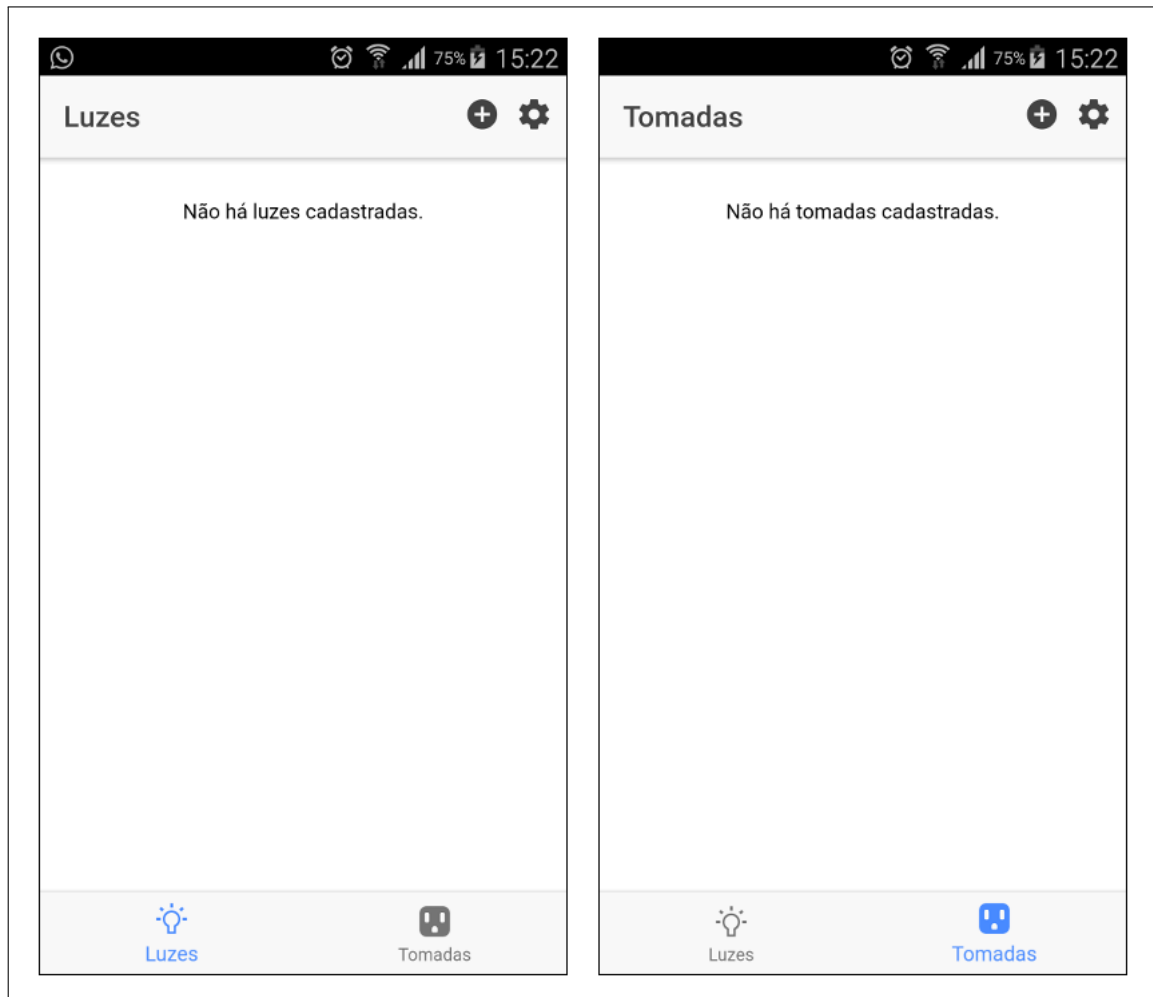 75% 15:22
Luzes
Não há luzes cadastradas.
Luzes Tomadas
75% 15:22
Tomadas
Não há tomadas cadastradas.
Luzes Tomadas